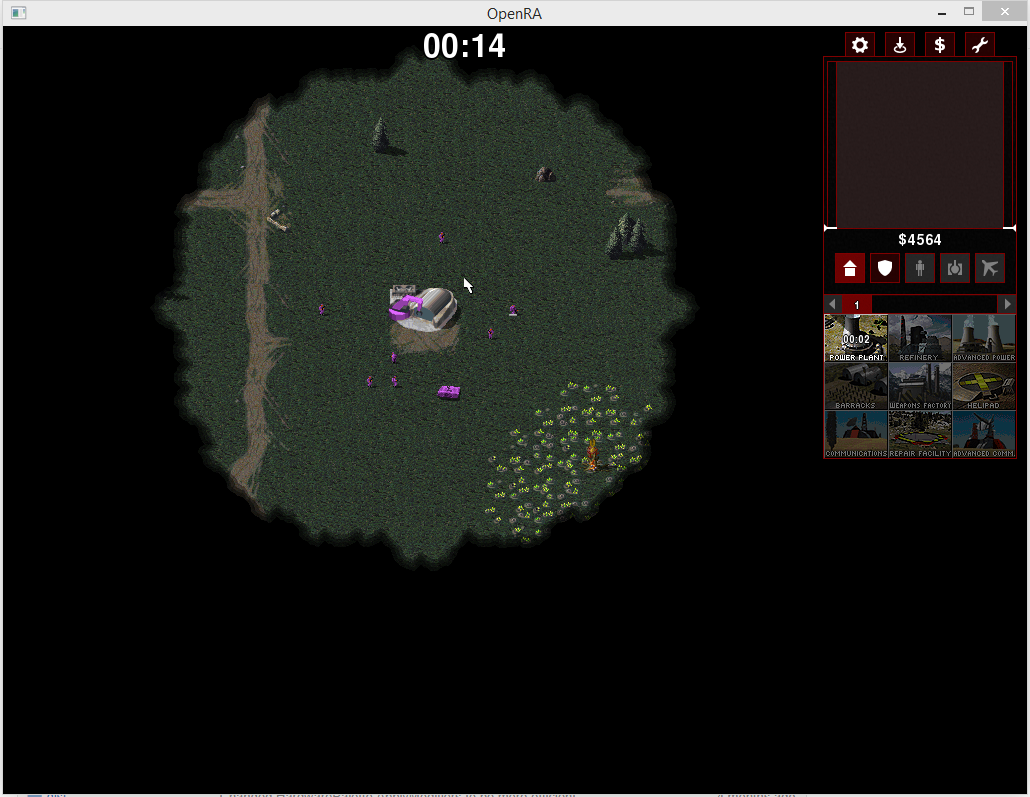 OpenRA
00:14
$
$4564
1
00:02
POWER PLANT
REFINERY
ADVANCED POWER
BARRACKS
WEAPONS FACTORY
HELIPAD
COMMUNICATIONS
REPAIR FACILITY
ADVANCED COMM.